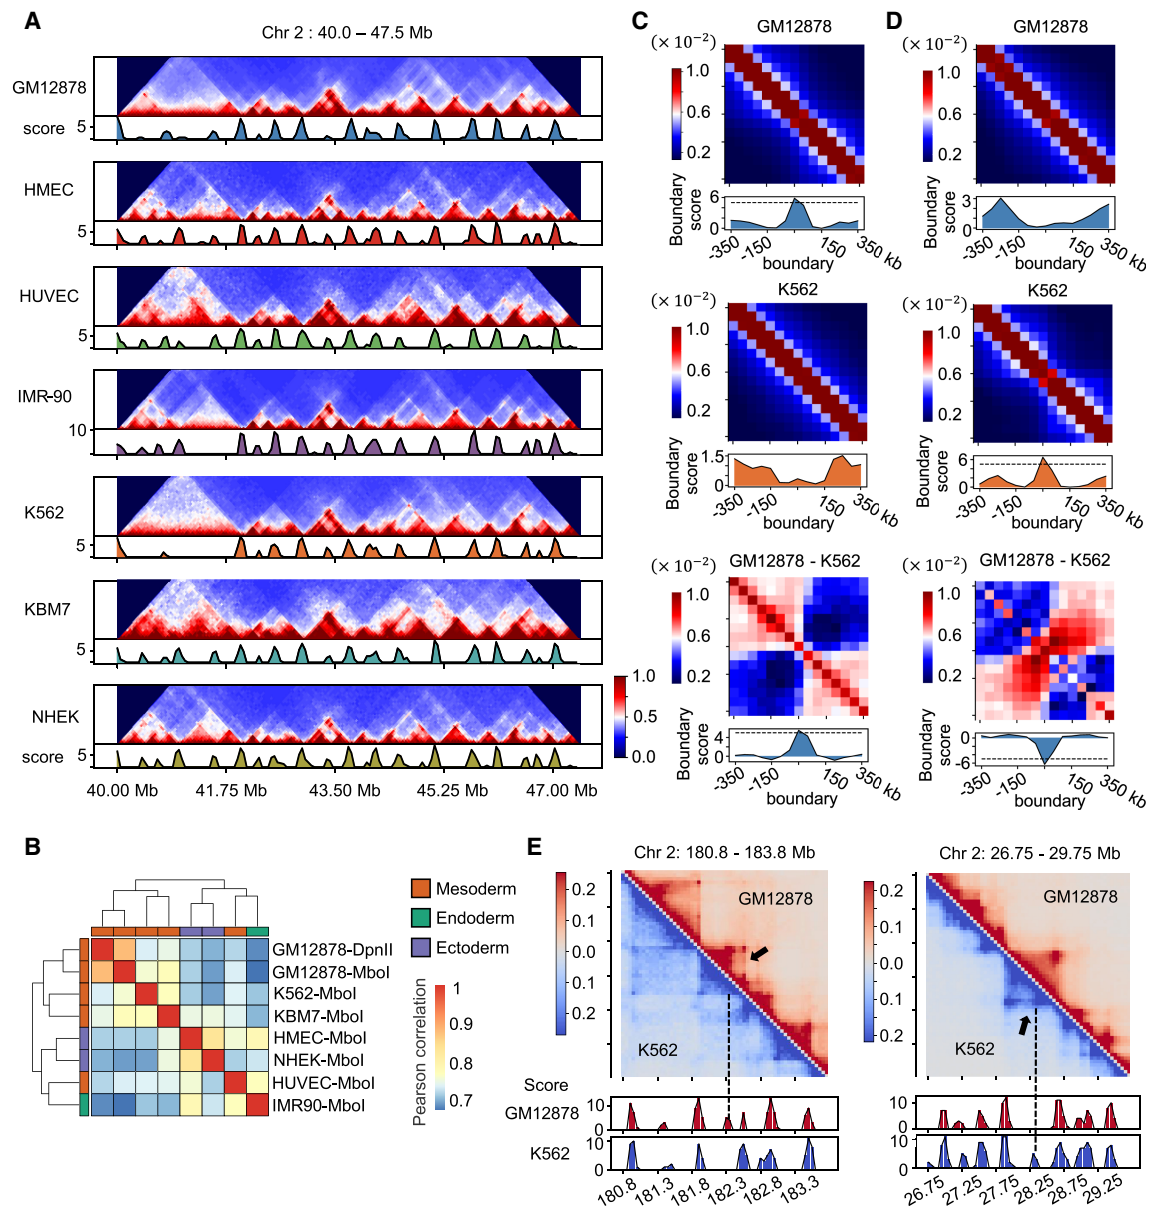 A
Chr 2 : 40.0 – 47.5 Mb
GM12878
score
5
HMEC
5
HUVEC
5
IMR-90
10
K562
5
KBM7
5
NHEK
score
5
1.0
0.5
0.0
40.00 Mb
41.75 Mb
43.50 Mb
45.25 Mb
47.00 Mb
C
GM12878
(×10⁻²)
1.0
0.6
0.2
Boundary score
6
0
-350
-150
150
350 kb
boundary
K562
(×10⁻²)
1.0
0.6
0.2
Boundary score
1.5
0
-350
-150
150
350 kb
boundary
GM12878 - K562
(×10⁻²)
1.0
0.6
0.2
Boundary score
4
0
-350
-150
150
350 kb
boundary
D
GM12878
(×10⁻²)
1.0
0.6
0.2
Boundary score
3
0
-350
-150
150
350 kb
boundary
K562
(×10⁻²)
1.0
0.6
0.2
Boundary score
6
0
-350
-150
150
350 kb
boundary
GM12878 - K562
(×10⁻²)
1.0
0.6
0.2
Boundary score
0
-6
-350
-150
150
350 kb
boundary
B
Mesoderm
Endoderm
Ectoderm
GM12878-DpnII
GM12878-MboI
K562-MboI
KBM7-MboI
HMEC-MboI
NHEK-MboI
HUVEC-MboI
IMR90-MboI
Pearson correlation
1
0.9
0.8
0.7
E
Chr 2: 180.8 - 183.8 Mb
0.2
0.1
0.0
0.1
0.2
GM12878
K562
Score
GM12878
10
0
K562
10
0
180.8
181.3
181.8
182.3
182.8
183.3
Chr 2: 26.75 - 29.75 Mb
0.2
0.1
0.0
0.1
0.2
GM12878
K562
10
0
10
0
26.75
27.25
27.75
28.25
28.75
29.25